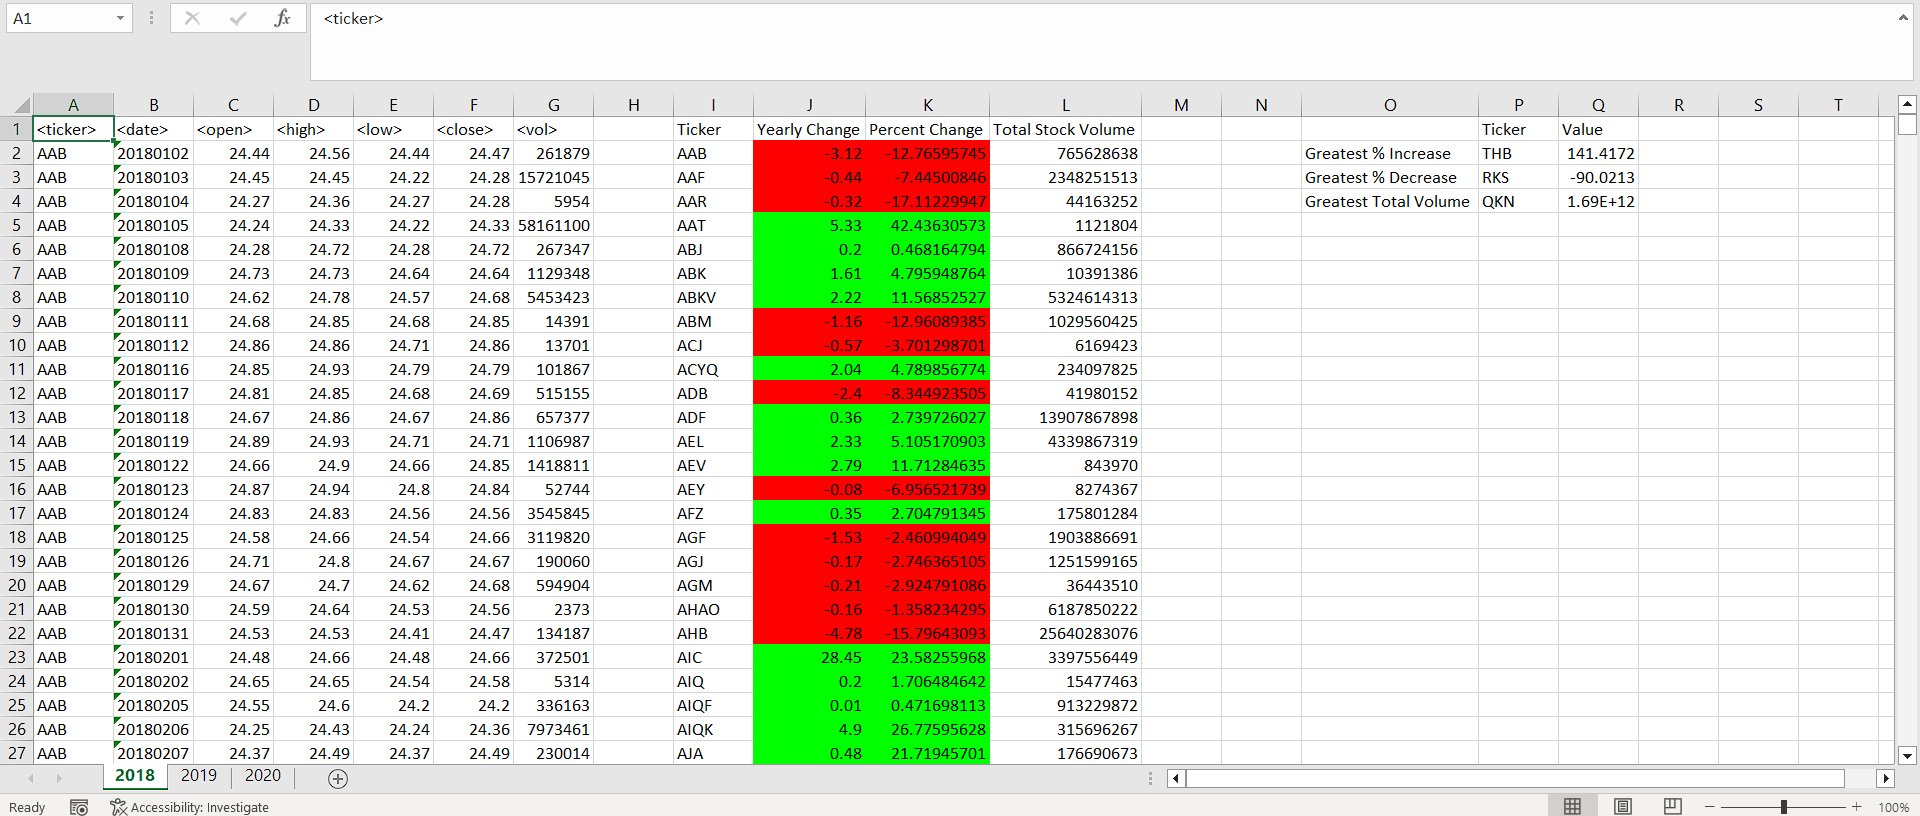 A1 fx <ticker>
A B C D E F G H I J K L M N O P Q R S T
1 <ticker> <date> <open> <high> <low> <close> <vol> Ticker Yearly Change Percent Change Total Stock Volume Ticker Value
2 AAB 20180102 24.44 24.56 24.44 24.47 261879 AAB -3.12 -12.76595745 765628638 Greatest % Increase THB 141.4172
3 AAB 20180103 24.45 24.45 24.22 24.28 15721045 AAF -0.44 -7.44500846 2348251513 Greatest % Decrease RKS -90.0213
4 AAB 20180104 24.27 24.36 24.27 24.28 5954 AAR -0.32 -17.11229947 44163252 Greatest Total Volume QKN 1.69E+12
5 AAB 20180105 24.24 24.33 24.22 24.33 58161100 AAT 5.33 42.43630573 1121804
6 AAB 20180108 24.28 24.72 24.28 24.72 267347 ABJ 0.2 0.468164794 866724156
7 AAB 20180109 24.73 24.73 24.64 24.64 1129348 ABK 1.61 4.795948764 10391386
8 AAB 20180110 24.62 24.78 24.57 24.68 5453423 ABKV 2.22 11.56852527 5324614313
9 AAB 20180111 24.68 24.85 24.68 24.85 14391 ABM -1.16 -12.96089385 1029560425
10 AAB 20180112 24.86 24.86 24.71 24.86 13701 ACJ -0.57 -3.701298701 6169423
11 AAB 20180116 24.85 24.93 24.79 24.79 101867 ACYQ 2.04 4.789856774 234097825
12 AAB 20180117 24.81 24.85 24.68 24.69 515155 ADB -2.4 -8.344923505 41980152
13 AAB 20180118 24.67 24.86 24.67 24.86 657377 ADF 0.36 2.739726027 13907867898
14 AAB 20180119 24.89 24.93 24.71 24.71 1106987 AEL 2.33 5.105170903 4339867319
15 AAB 20180122 24.66 24.9 24.66 24.85 1418811 AEV 2.79 11.71284635 843970
16 AAB 20180123 24.87 24.94 24.8 24.84 52744 AEY -0.08 -6.956521739 8274367
17 AAB 20180124 24.83 24.83 24.56 24.56 3545845 AFZ 0.35 2.704791345 175801284
18 AAB 20180125 24.58 24.66 24.54 24.66 3119820 AGF -1.53 -2.460994049 1903886691
19 AAB 20180126 24.71 24.8 24.67 24.67 190060 AGJ -0.17 -2.746365105 1251599165
20 AAB 20180129 24.67 24.7 24.62 24.68 594904 AGM -0.21 -2.924791086 36443510
21 AAB 20180130 24.59 24.64 24.53 24.56 2373 AHAO -0.16 -1.358234295 6187850222
22 AAB 20180131 24.53 24.53 24.41 24.47 134187 AHB -4.78 -15.79643093 25640283076
23 AAB 20180201 24.48 24.66 24.48 24.66 372501 AIC 28.45 23.58255968 3397556449
24 AAB 20180202 24.65 24.65 24.54 24.58 5314 AIQ 0.2 1.706484642 15477463
25 AAB 20180205 24.55 24.6 24.2 24.2 336163 AIQF 0.01 0.471698113 913229872
26 AAB 20180206 24.25 24.43 24.24 24.36 7973461 AIQK 4.9 26.77595628 315696267
27 AAB 20180207 24.37 24.49 24.37 24.49 230014 AJA 0.48 21.71945701 176690673
2018 2019 2020
Ready Accessibility: Investigate 100%